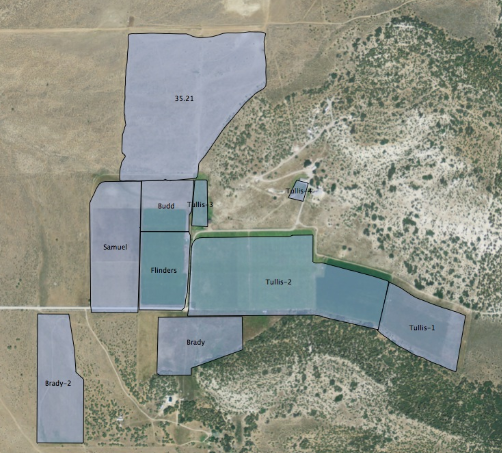 35.21
Budd
Tullis-3
Tullis-4
Samuel
Flinders
Tullis-2
Tullis-1
Brady
Brady-2